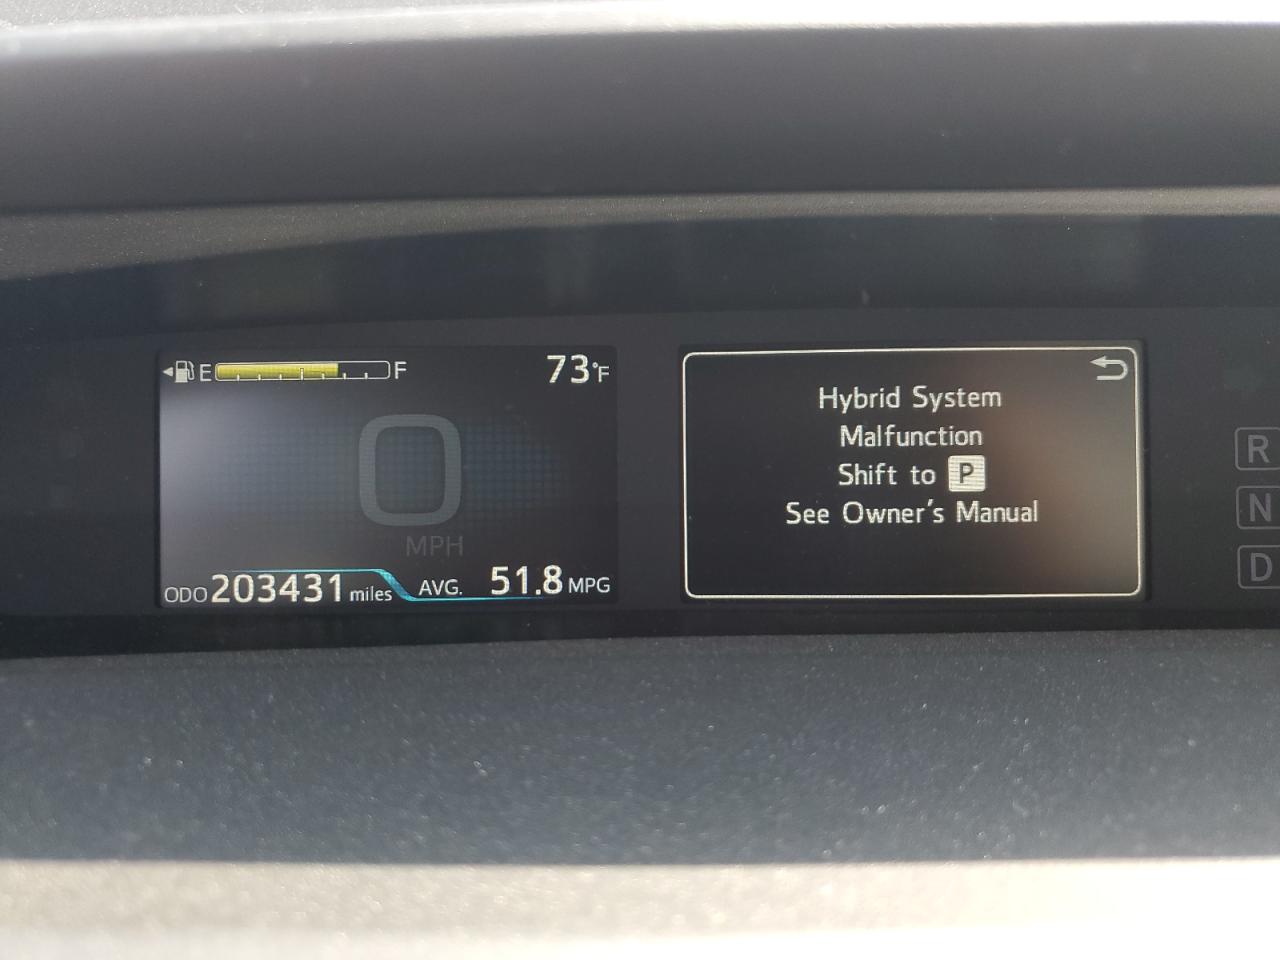 E F 73°F
0
MPH
ODO 203431 miles AVG. 51.8 MPG
Hybrid System
Malfunction
Shift to P
See Owner's Manual
R
N
D